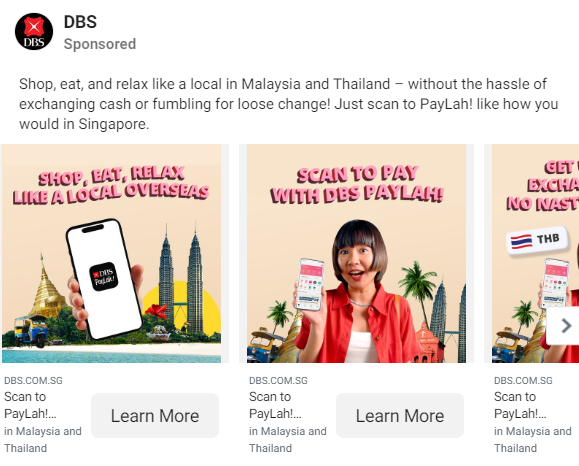 DBS
DBS
Sponsored
Shop, eat, and relax like a local in Malaysia and Thailand – without the hassle of
exchanging cash or fumbling for loose change! Just scan to PayLah! like how you
would in Singapore.
SHOP, EAT, RELAX
LIKE A LOCAL OVERSEAS
DBS
PayLah!
DBS.COM.SG
Scan to
PayLah!...
in Malaysia and
Thailand
Learn More
SCAN TO PAY
WITH DBS PAYLAH!
DBS.COM.SG
Scan to
PayLah!...
in Malaysia and
Thailand
Learn More
GET
EXCHA
NO NAST
THB
DBS.COM.SG
Scan to
PayLah!...
in Malaysia and
Thailand